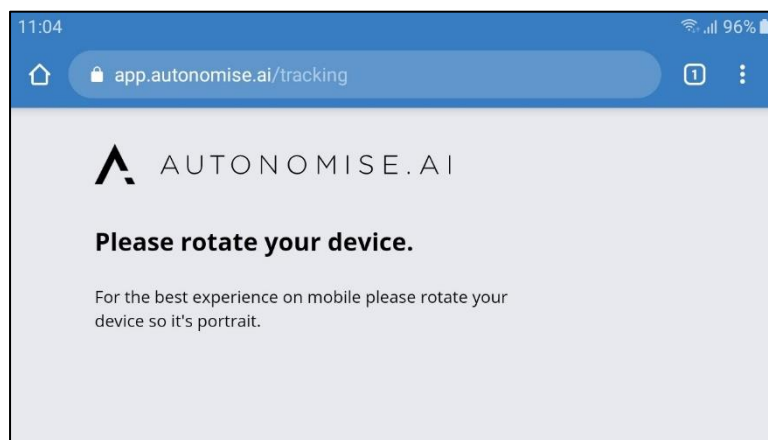 11:04 96%
app.autonomise.ai/tracking 1
AUTONOMISE.AI
Please rotate your device.
For the best experience on mobile please rotate your
device so it's portrait.